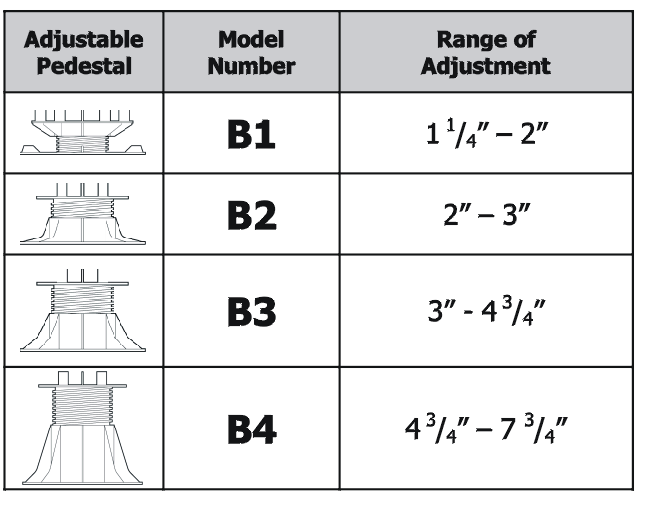 Adjustable Pedestal
Model Number
Range of Adjustment
B1
1 1/4” – 2”
B2
2” – 3”
B3
3” - 4 3/4”
B4
4 3/4” – 7 3/4”